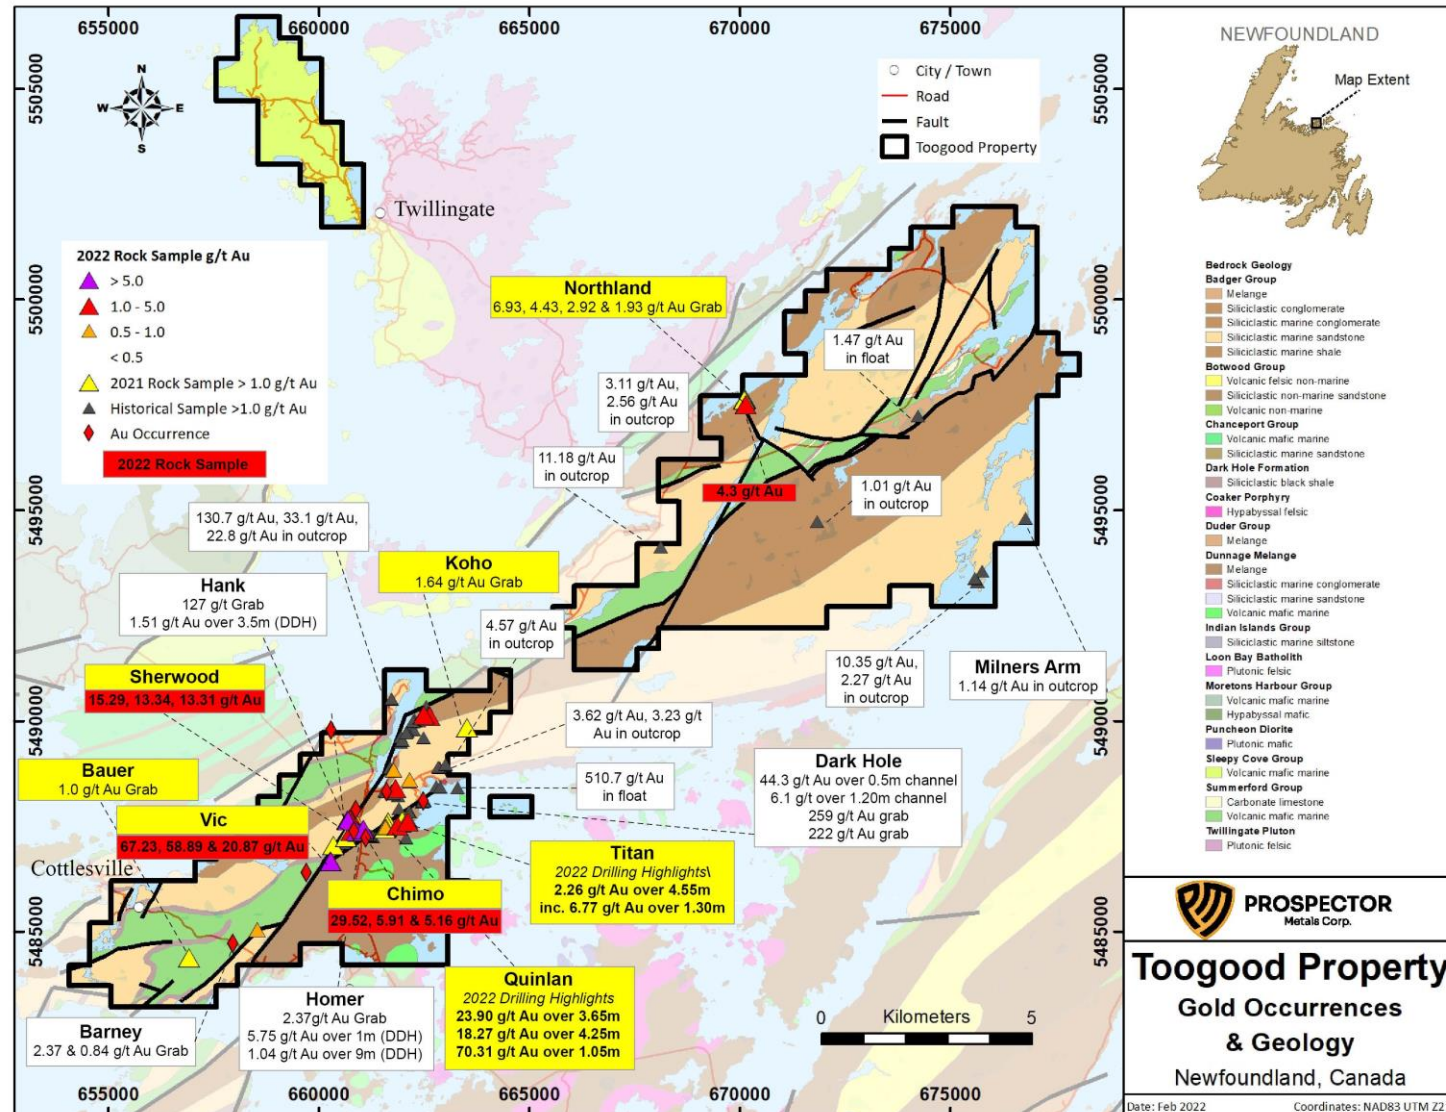 655000
660000
665000
670000
675000
5505000
5500000
5495000
5490000
5485000
N
W
E
S
City / Town
Road
Fault
Toogood Property
Twillingate
2022 Rock Sample g/t Au
> 5.0
1.0 - 5.0
0.5 - 1.0
< 0.5
2021 Rock Sample > 1.0 g/t Au
Historical Sample >1.0 g/t Au
Au Occurrence
2022 Rock Sample
Northland
6.93, 4.43, 2.92 & 1.93 g/t Au Grab
1.47 g/t Au
in float
3.11 g/t Au,
2.56 g/t Au
in outcrop
11.18 g/t Au
in outcrop
4.3 g/t Au
1.01 g/t Au
in outcrop
130.7 g/t Au, 33.1 g/t Au,
22.8 g/t Au in outcrop
Koho
1.64 g/t Au Grab
Hank
127 g/t Grab
1.51 g/t Au over 3.5m (DDH)
4.57 g/t Au
in outcrop
Sherwood
15.29, 13.34, 13.31 g/t Au
10.35 g/t Au,
2.27 g/t Au
in outcrop
Milners Arm
1.14 g/t Au in outcrop
3.62 g/t Au, 3.23 g/t
Au in outcrop
Bauer
1.0 g/t Au Grab
510.7 g/t Au
in float
Dark Hole
44.3 g/t Au over 0.5m channel
6.1 g/t over 1.20m channel
259 g/t Au grab
222 g/t Au grab
Vic
67.23, 58.89 & 20.87 g/t Au
Cottlesville
Titan
2022 Drilling Highlights\
2.26 g/t Au over 4.55m
inc. 6.77 g/t Au over 1.30m
Chimo
29.52, 5.91 & 5.16 g/t Au
Quinlan
2022 Drilling Highlights
23.90 g/t Au over 3.65m
18.27 g/t Au over 4.25m
70.31 g/t Au over 1.05m
Homer
2.37g/t Au Grab
5.75 g/t Au over 1m (DDH)
1.04 g/t Au over 9m (DDH)
Barney
2.37 & 0.84 g/t Au Grab
0 Kilometers 5
655000
660000
665000
670000
675000
5505000
5500000
5495000
5490000
5485000
NEWFOUNDLAND
Map Extent
Bedrock Geology
Badger Group
Melange
Siliciclastic conglomerate
Siliciclastic marine conglomerate
Siliciclastic marine sandstone
Siliciclastic marine shale
Botwood Group
Volcanic felsic non-marine
Siliciclastic non-marine sandstone
Volcanic non-marine
Chanceport Group
Volcanic mafic marine
Siliciclastic marine sandstone
Dark Hole Formation
Siliciclastic black shale
Coaker Porphyry
Hypabyssal felsic
Duder Group
Melange
Dunnage Melange
Melange
Siliciclastic marine conglomerate
Siliciclastic marine sandstone
Volcanic mafic marine
Indian Islands Group
Siliciclastic marine siltstone
Loon Bay Batholith
Plutonic felsic
Moretons Harbour Group
Volcanic mafic marine
Hypabyssal mafic
Puncheon Diorite
Plutonic mafic
Sleepy Cove Group
Volcanic mafic marine
Summerford Group
Carbonate limestone
Volcanic mafic marine
Twillingate Pluton
Plutonic felsic
PROSPECTOR
Metals Corp.
Toogood Property
Gold Occurrences
& Geology
Newfoundland, Canada
Date: Feb 2022
Coordinates: NAD83 UTM Z2